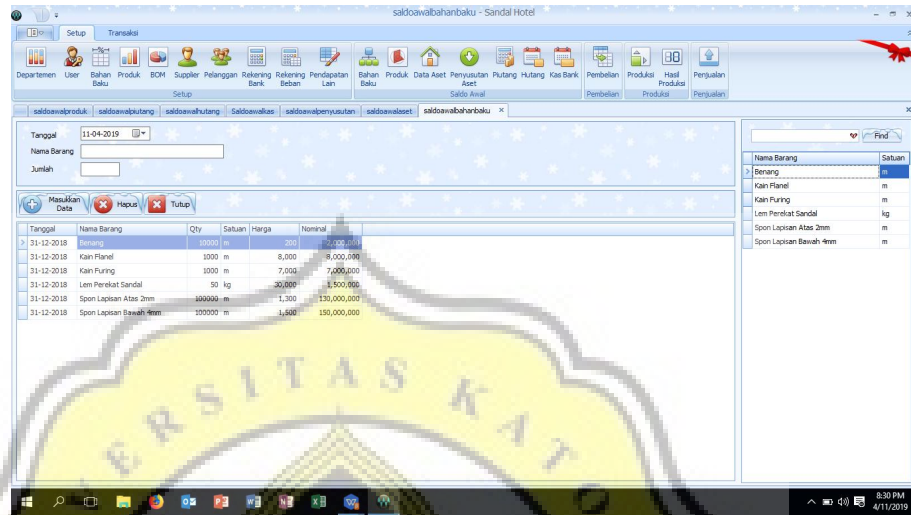 saldoawalbahanbaku - Sandal Hotel
Setup Transaksi
Departemen User Bahan Baku Produk BOM Supplier Pelanggan Rekening Bank Rekening Beban Pendapatan Lain Bahan Baku Produk Data Aset Penyusutan Aset Piutang Hutang Kas Bank Pembelian Produksi Hasil Produksi Penjualan
Setup Saldo Awal Pembelian Produksi Penjualan
saldoawalproduk saldoawalpiutang saldoawalhutang Saldoawalkas saldoawalpenyusutan saldoawalaset saldoawalbahanbaku
Tanggal 11-04-2019
Nama Barang
Jumlah
Masukkan Data Hapus Tutup
Tanggal Nama Barang Qty Satuan Harga Nominal
31-12-2018 Benang 10000 m 200 2,000,000
31-12-2018 Kain Flanel 1000 m 8,000 8,000,000
31-12-2018 Kain Furing 1000 m 7,000 7,000,000
31-12-2018 Lem Perekat Sandal 50 kg 30,000 1,500,000
31-12-2018 Spon Lapisan Atas 2mm 100000 m 1,300 130,000,000
31-12-2018 Spon Lapisan Bawah 4mm 100000 m 1,500 150,000,000
Find
Nama Barang Satuan
Benang m
Kain Flanel m
Kain Furing m
Lem Perekat Sandal kg
Spon Lapisan Atas 2mm m
Spon Lapisan Bawah 4mm m
ERSITAS KATO
8:30 PM
4/11/2019